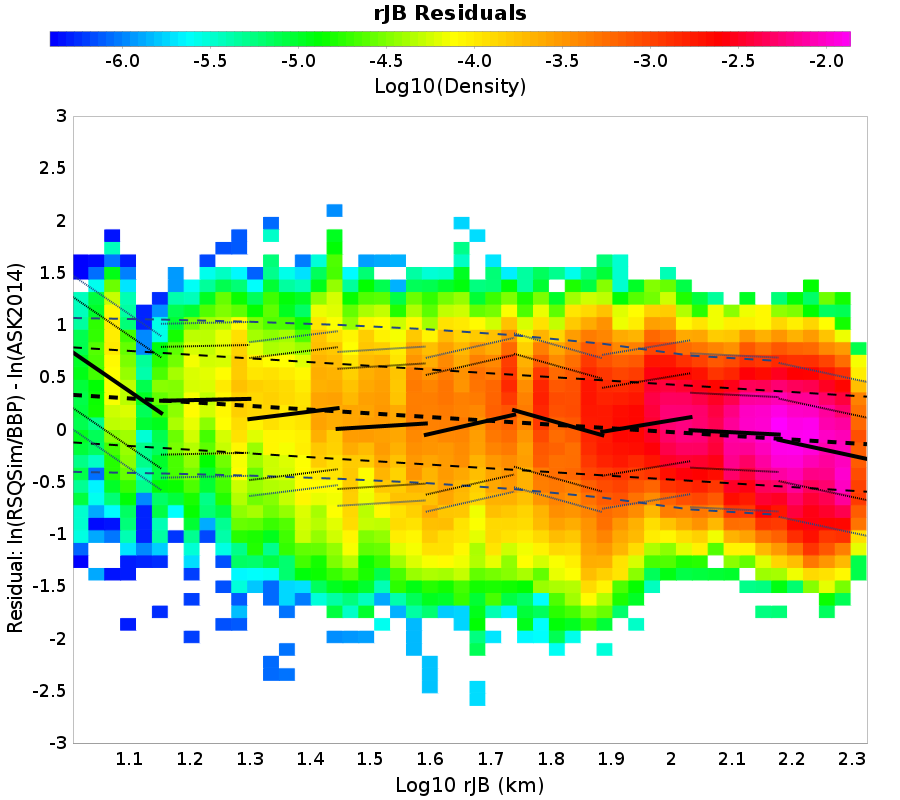 rJB Residuals
-6.0 -5.5 -5.0 -4.5 -4.0 -3.5 -3.0 -2.5 -2.0
Log10(Density)
Residual: ln(RSQSim/BBP) - ln(ASK2014)
3
2.5
2
1.5
1
0.5
0
-0.5
-1
-1.5
-2
-2.5
-3
1.1 1.2 1.3 1.4 1.5 1.6 1.7 1.8 1.9 2 2.1 2.2 2.3
Log10 rJB (km)